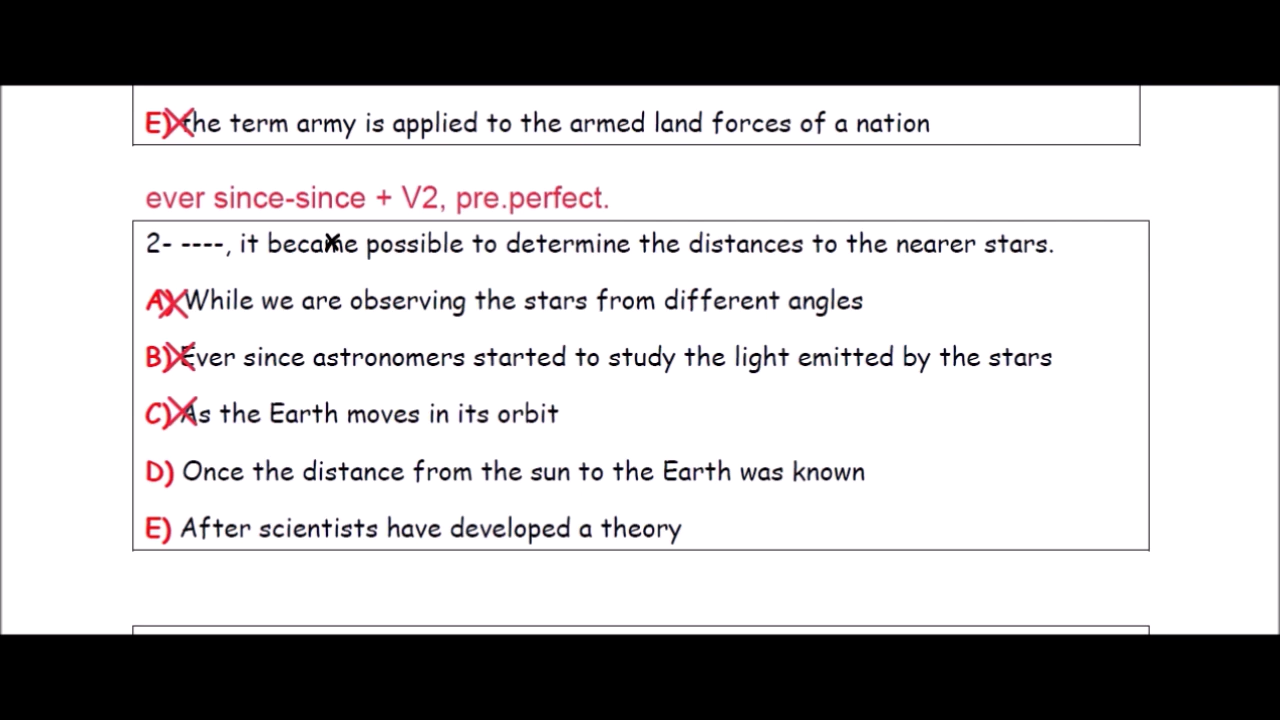 E) the term army is applied to the armed land forces of a nation
ever since-since + V2, pre.perfect.
2- ----, it became possible to determine the distances to the nearer stars.
A) While we are observing the stars from different angles
B) Ever since astronomers started to study the light emitted by the stars
C) As the Earth moves in its orbit
D) Once the distance from the sun to the Earth was known
E) After scientists have developed a theory